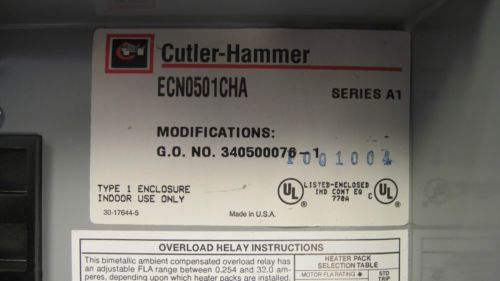 Cutler-Hammer
ECN0501CHA
SERIES A1
MODIFICATIONS:
G.O. NO. 340500076-1
P001004
TYPE 1 ENCLOSURE
INDOOR USE ONLY
30-17644-5
Made in U.S.A.
UL LISTED-ENCLOSED C UL
IND CONT EQ
770A
OVERLOAD RELAY INSTRUCTIONS
This bimetallic ambient compensated overload relay has
an adjustable FLA range between 0.254 and 32.0 am-
peres, depending upon which heater packs are installed.
HEATER PACK
SELECTION TABLE
MOTOR FLA RATING
STD
TRIP